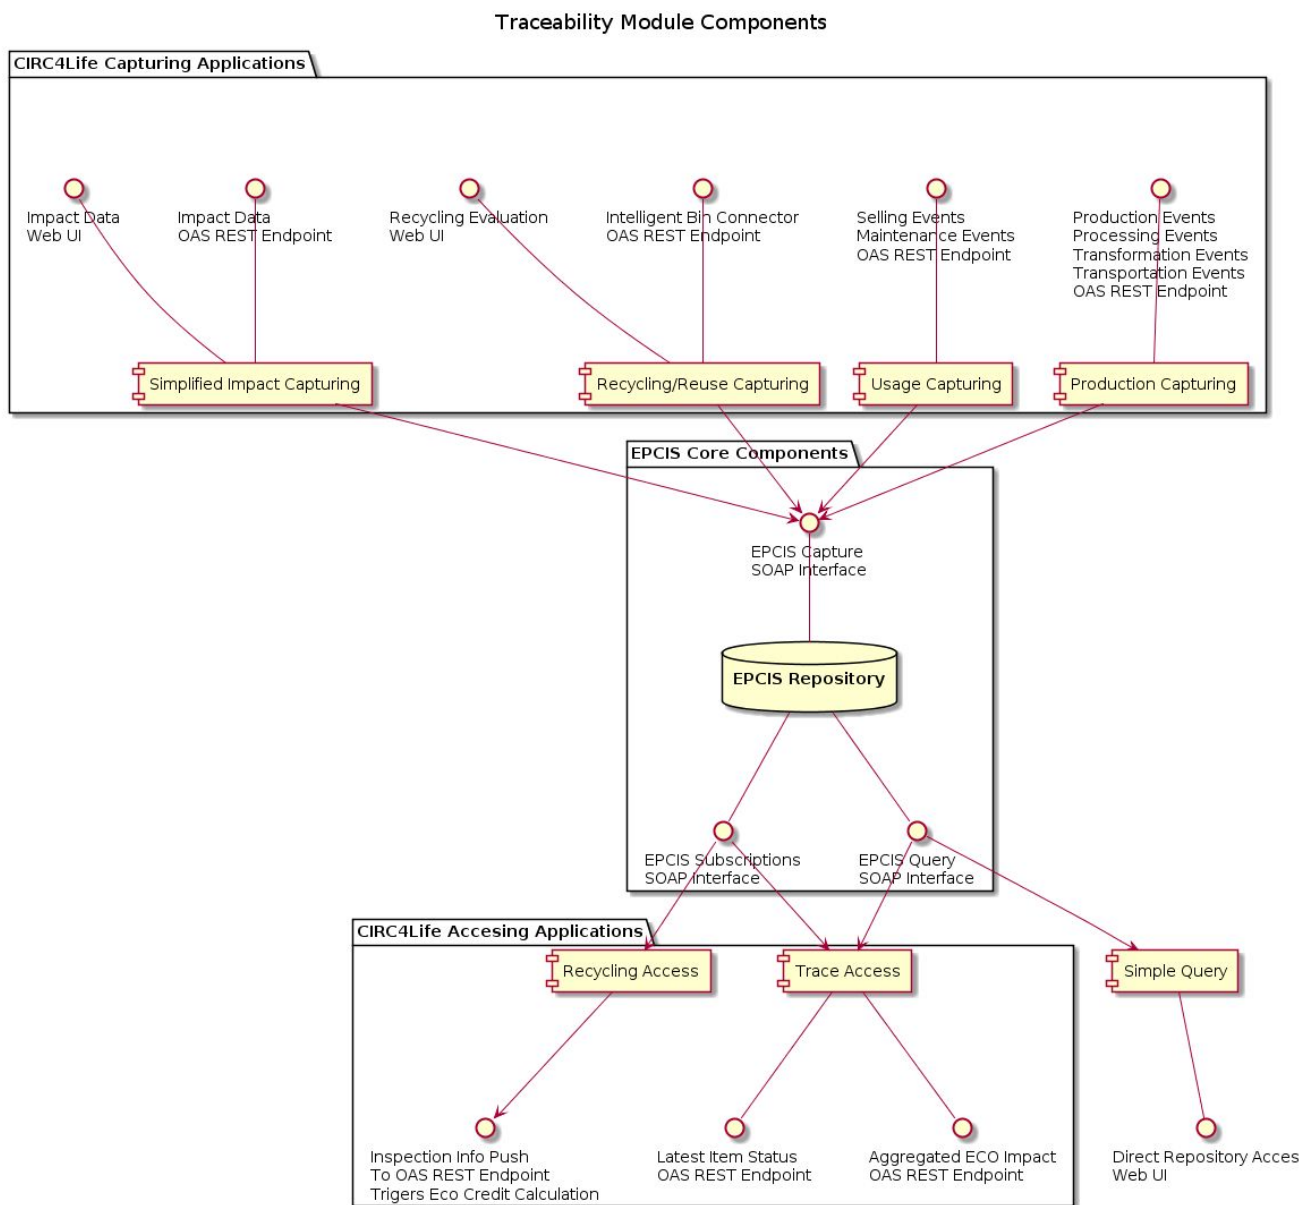 Traceability Module Components
CIRC4Life Capturing Applications
Impact Data
Web UI
Impact Data
OAS REST Endpoint
Recycling Evaluation
Web UI
Intelligent Bin Connector
OAS REST Endpoint
Selling Events
Maintenance Events
OAS REST Endpoint
Production Events
Processing Events
Transformation Events
Transportation Events
OAS REST Endpoint
Simplified Impact Capturing
Recycling/Reuse Capturing
Usage Capturing
Production Capturing
EPCIS Core Components
EPCIS Capture
SOAP Interface
EPCIS Repository
EPCIS Subscriptions
SOAP Interface
EPCIS Query
SOAP Interface
CIRC4Life Accesing Applications
Recycling Access
Trace Access
Simple Query
Inspection Info Push
To OAS REST Endpoint
Trigers Eco Credit Calculation
Latest Item Status
OAS REST Endpoint
Aggregated ECO Impact
OAS REST Endpoint
Direct Repository Acces
Web UI